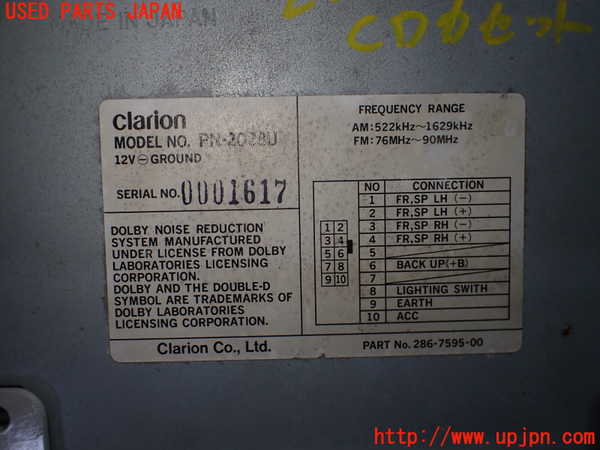 USED PARTS JAPAN
MADE IN JAPAN
CDカセット
Clarion
MODEL NO.
12V⊖GROUND
SERIAL NO. 0001617
DOLBY NOISE REDUCTION
SYSTEM MANUFACTURED
UNDER LICENSE FROM DOLBY
LABORATORIES LICENSING
CORPORATION.
DOLBY AND THE DOUBLE-D
SYMBOL ARE TRADEMARKS OF
DOLBY LABORATORIES
LICENSING CORPORATION.
FREQUENCY RANGE
AM:522kHz~1629kHz
FM:76MHz~90MHz
1 2
3 4
5 6
7 8
9 10
NO CONNECTION
1 FR,SP LH (−)
2 FR,SP LH (+)
3 FR,SP RH (−)
4 FR,SP RH (+)
5
6 BACK UP(+B)
7
8 LIGHTING SWITH
9 EARTH
10 ACC
Clarion Co., Ltd.
PART No. 286-7595-00
http://www.upjpn.com/